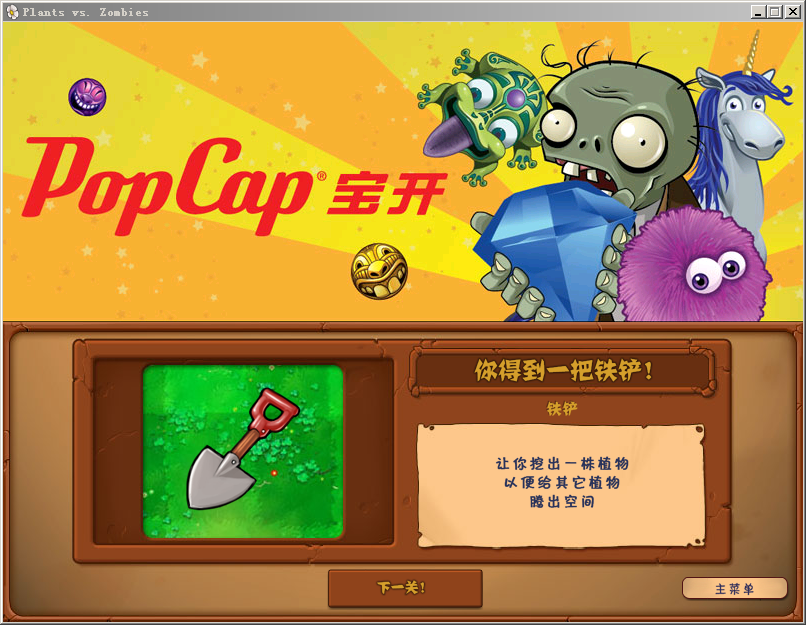 Plants vs. Zombies
PopCap® 宝开
你得到一把铁铲!
铁铲
让你挖出一株植物
以便给其它植物
腾出空间
下一关!
主菜单